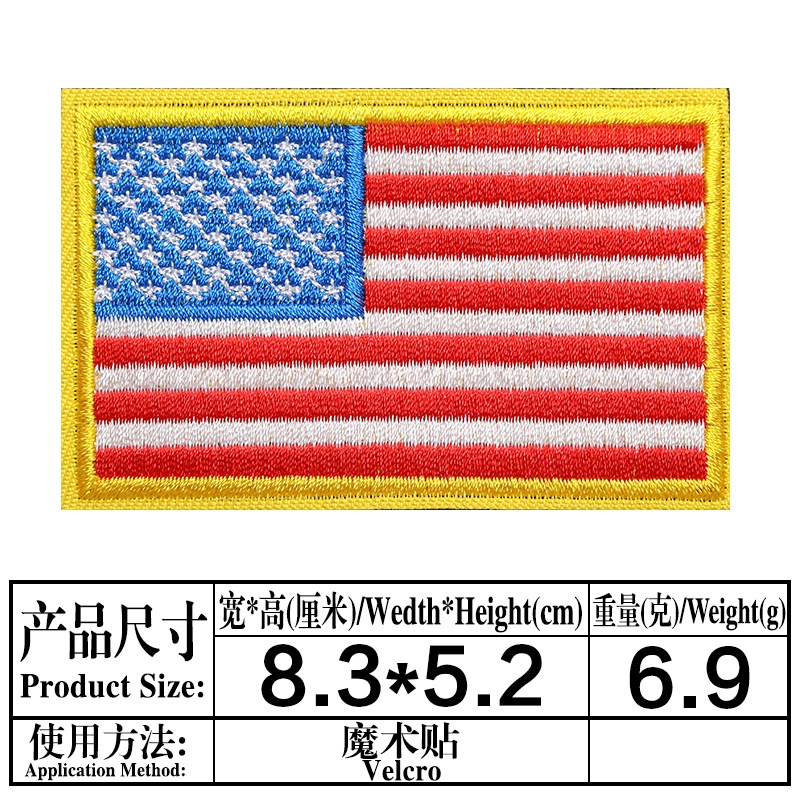 产品尺寸
Product Size:
宽*高(厘米)/Wedth*Height(cm)
重量(克)/Weight(g)
8.3*5.2
6.9
使用方法:
Application Method:
魔术贴
Velcro